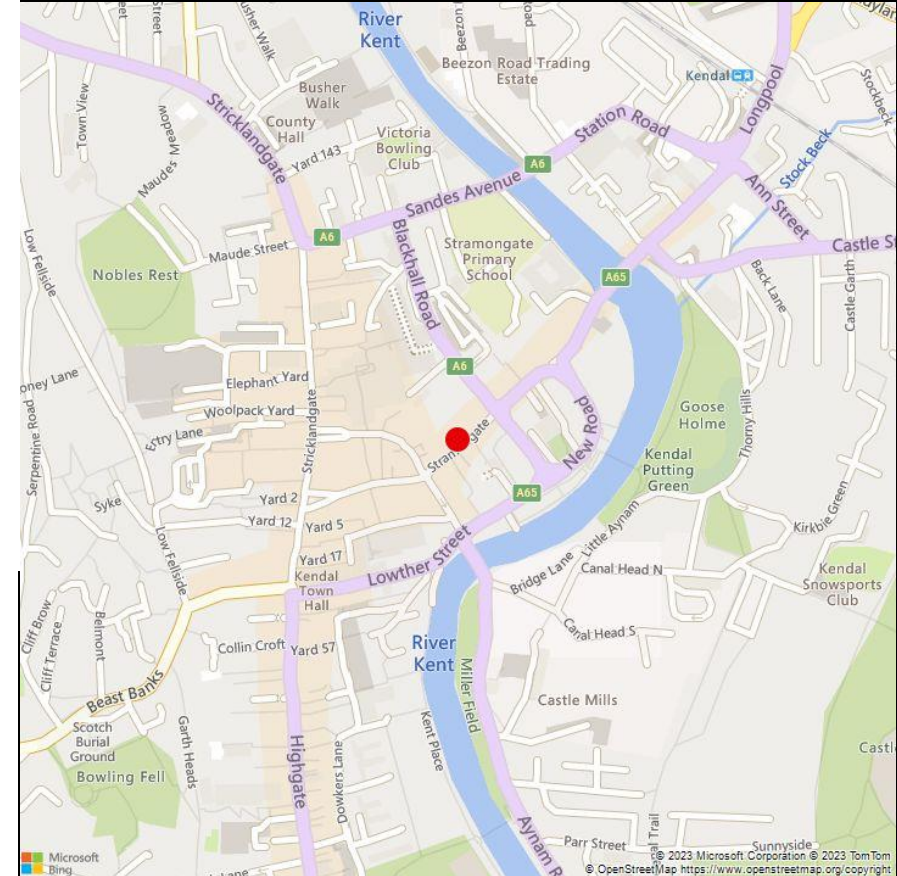 River
Kent
Beezon Road Trading
Estate
Kendal
Longpool
Stockbeck
Busher Walk
Busher
Walk
County
Hall
Town View
Meadow
Maudes
Stricklandgate
Yard 143
Victoria
Bowling
Club
Station Road
A6
Sandes Avenue
Stock Beck
Ann Street
A6
Maude Street
Blackhall Road
Stramongate
Primary
School
Castle S
Low Fellside
Nobles Rest
A65
Back Lane
Castle Garth
A6
Elephant Yard
Woolpack Yard
Stricklandgate
New Road
Goose
Holme
Thorny Hills
Kendal
Putting
Green
Serpentine Road
Syke
Yard 2
Yard 12
Yard 5
A65
Little Aynam
Kirkbie Green
Low Fellside
Yard 17
Kendal
Town
Hall
Lowther Street
Bridge Lane
Canal Head N
Canal Head S
Kendal
Snowsports
Club
Cliff Brow
Cliff Terrace
Belmont
Collin Croft
Yard 57
River
Kent
Miller Field
Castle Mills
Beast Banks
Scotch
Burial
Ground
Bowling Fell
Garth Heads
Highgate
Dowkers Lane
Kent Place
Castl
Aynam R
Parr Street
Sunnyside
Microsoft
Bing
© 2023 Microsoft Corporation © 2023 TomTom
© OpenStreetMap https://www.openstreetmap.org/copyright